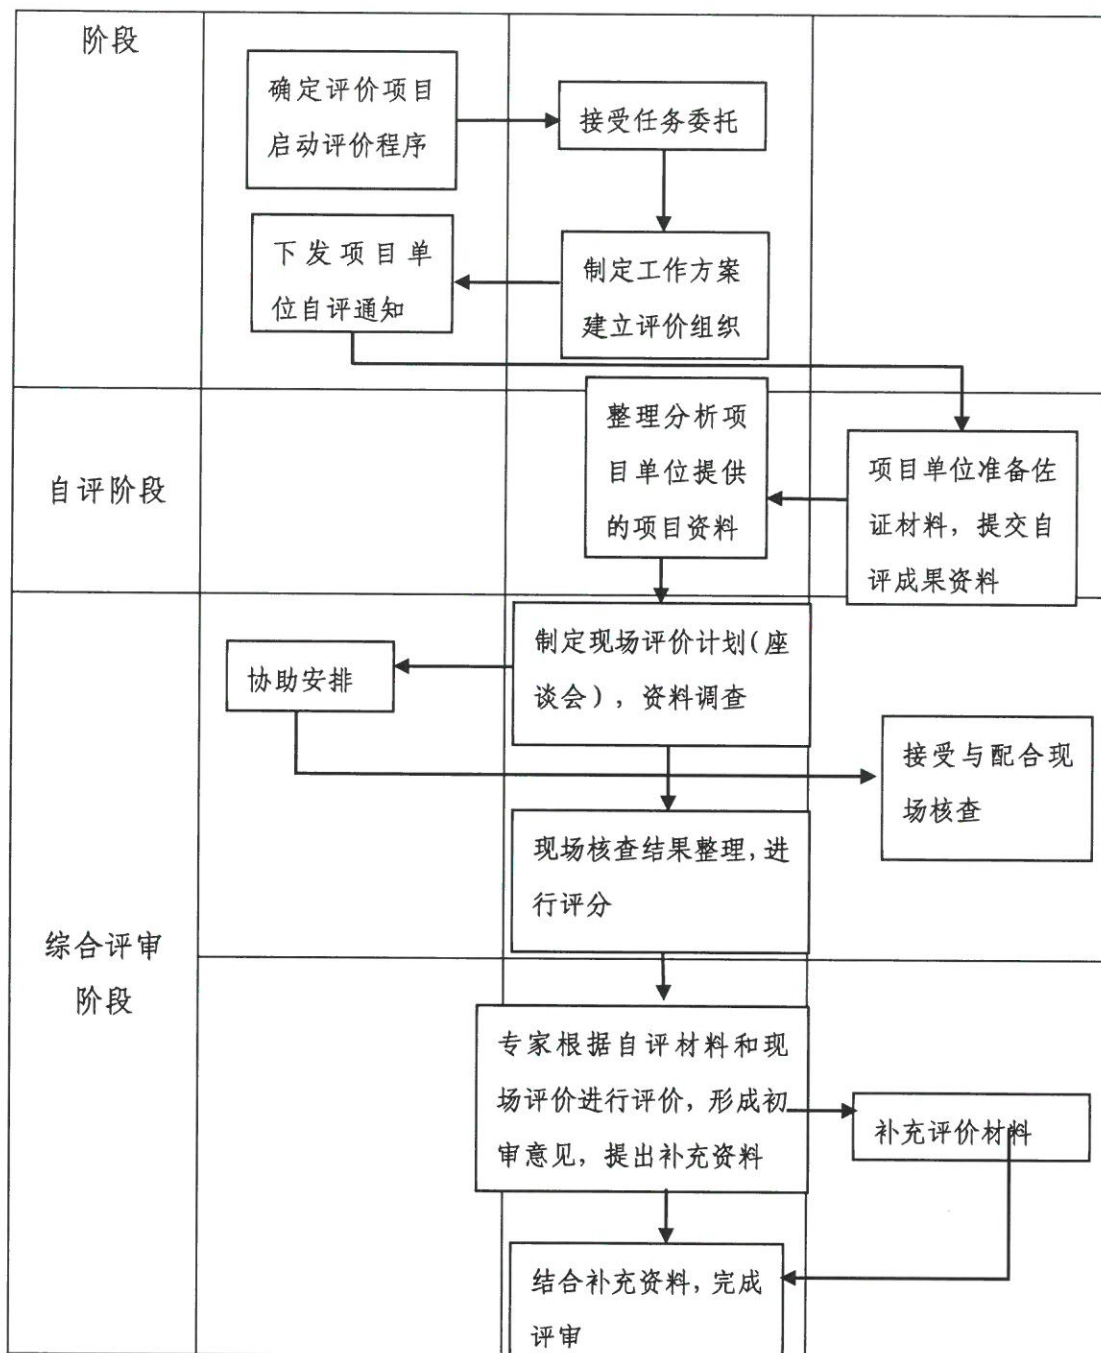 阶段
确定评价项目
启动评价程序
接受任务委托
下发项目单
位自评通知
制定工作方案
建立评价组织
自评阶段
整理分析项
目单位提供
的项目资料
项目单位准备佐
证材料，提交自
评成果资料
协助安排
制定现场评价计划（座
谈会），资料调查
接受与配合现
场核查
现场核查结果整理，进
行评分
综合评审
阶段
专家根据自评材料和现
场评价进行评价，形成初
审意见，提出补充资料
补充评价材料
结合补充资料，完成
评审